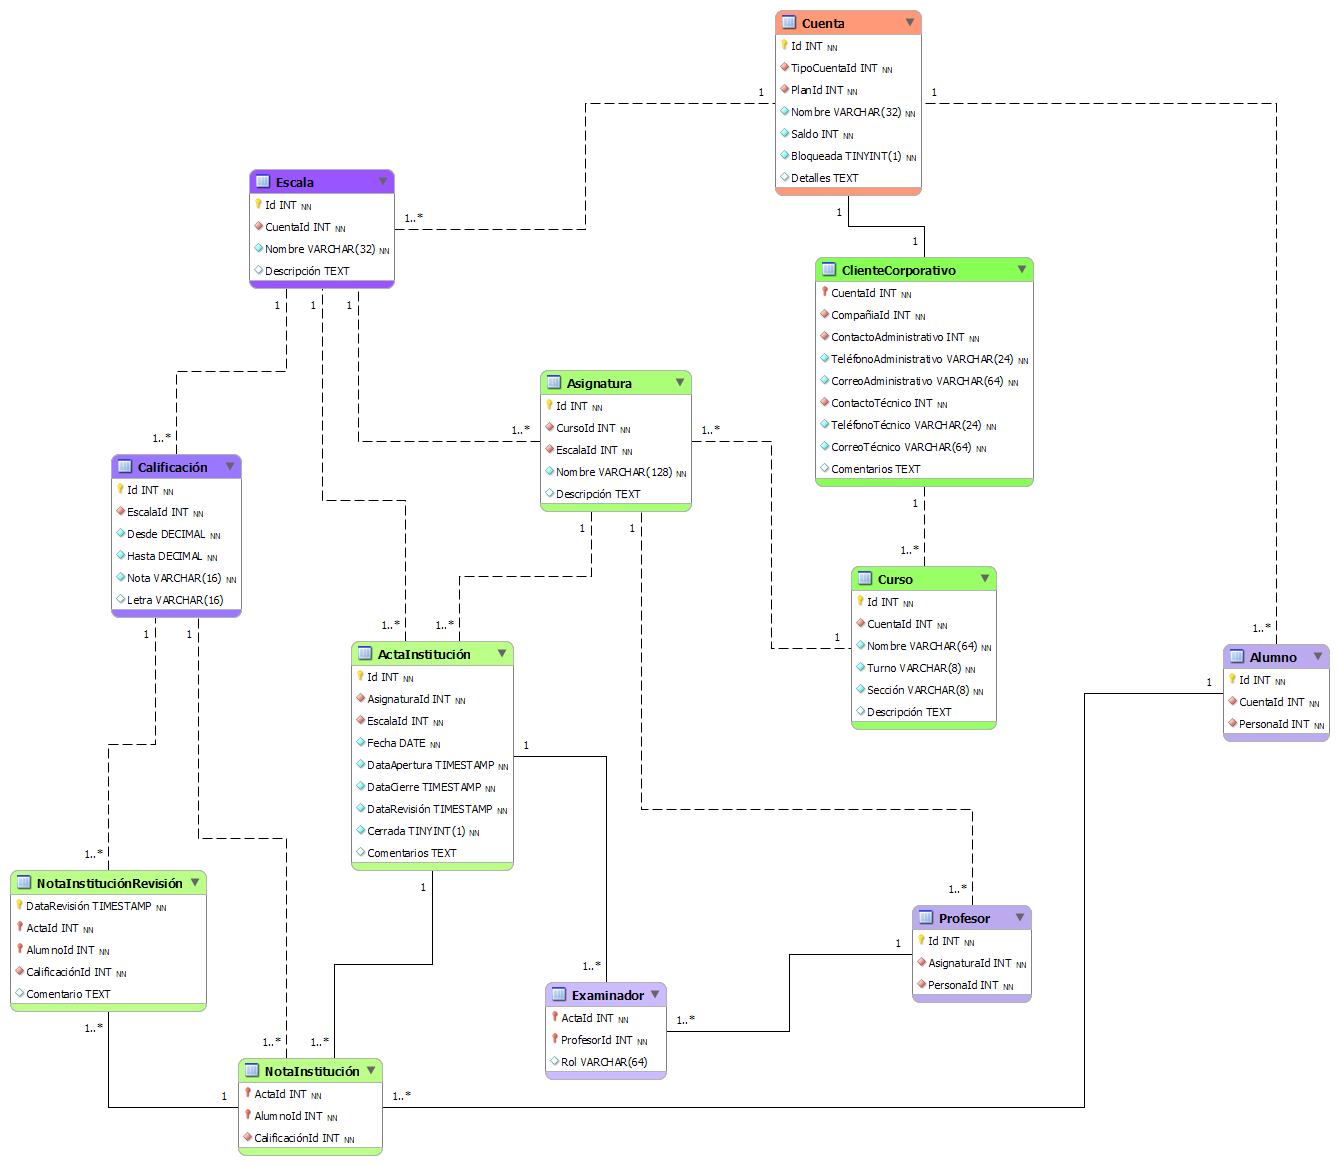 Cuenta
Id INT NN
TipoCuentaId INT NN
PlanId INT NN
Nombre VARCHAR(32) NN
Saldo INT NN
Bloqueada TINYINT(1) NN
Detalles TEXT
1
1
1
1
Escala
Id INT NN
CuentaId INT NN
Nombre VARCHAR(32) NN
Descripción TEXT
1..*
1
1
1
ClienteCorporativo
CuentaId INT NN
CompañiaId INT NN
ContactoAdministrativo INT NN
TeléfonoAdministrativo VARCHAR(24) NN
CorreoAdministrativo VARCHAR(64) NN
ContactoTécnico INT NN
TeléfonoTécnico VARCHAR(24) NN
CorreoTécnico VARCHAR(64) NN
Comentarios TEXT
1
1..*
Asignatura
Id INT NN
CursoId INT NN
EscalaId INT NN
Nombre VARCHAR(128) NN
Descripción TEXT
1..*
1..*
1
1
Calificación
Id INT NN
EscalaId INT NN
Desde DECIMAL NN
Hasta DECIMAL NN
Nota VARCHAR(16) NN
Letra VARCHAR(16)
1..*
1
1
Curso
Id INT NN
CuentaId INT NN
Nombre VARCHAR(64) NN
Turno VARCHAR(8) NN
Sección VARCHAR(8) NN
Descripción TEXT
1
ActaInstitución
Id INT NN
AsignaturaId INT NN
EscalaId INT NN
Fecha DATE NN
DataApertura TIMESTAMP NN
DataCierre TIMESTAMP NN
DataRevisión TIMESTAMP NN
Cerrada TINYINT(1) NN
Comentarios TEXT
1..*
1..*
1
1
Alumno
Id INT NN
CuentaId INT NN
PersonaId INT NN
1..*
1
NotaInstituciónRevisión
DataRevisión TIMESTAMP NN
ActaId INT NN
AlumnoId INT NN
CalificaciónId INT NN
Comentario TEXT
1..*
1..*
Profesor
Id INT NN
AsignaturaId INT NN
PersonaId INT NN
1..*
1
Examinador
ActaId INT NN
ProfesorId INT NN
Rol VARCHAR(64)
1..*
1..*
NotaInstitución
ActaId INT NN
AlumnoId INT NN
CalificaciónId INT NN
1..*
1..*
1
1..*